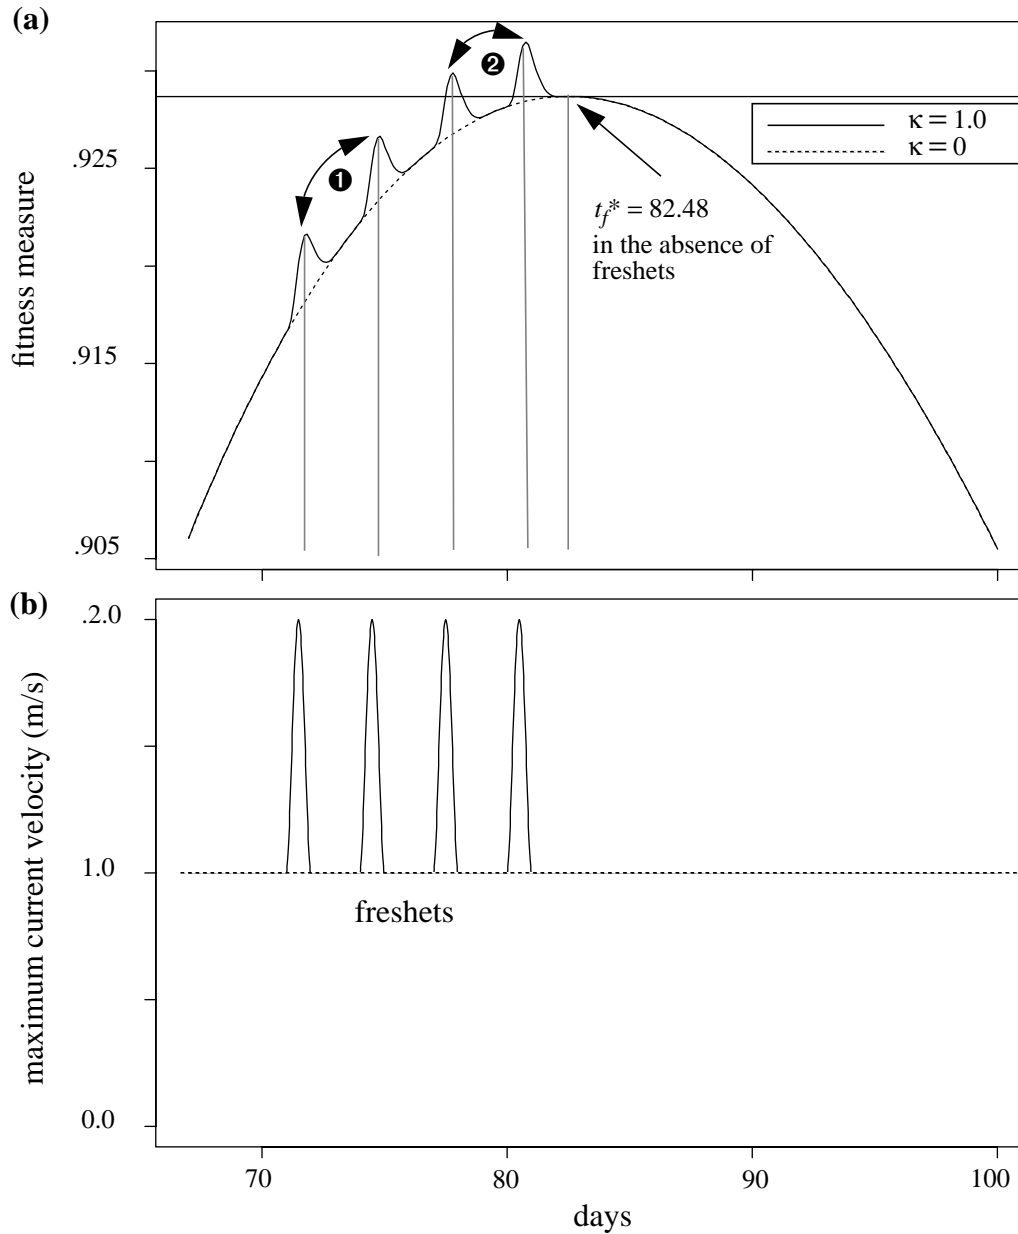 (a)
❷
κ = 1.0
κ = 0
.925
❶
t_f* = 82.48
in the absence of
freshets
fitness measure
.915
.905
(b)
.2.0
maximum current velocity (m/s)
1.0
freshets
0.0
70
80
90
100
days